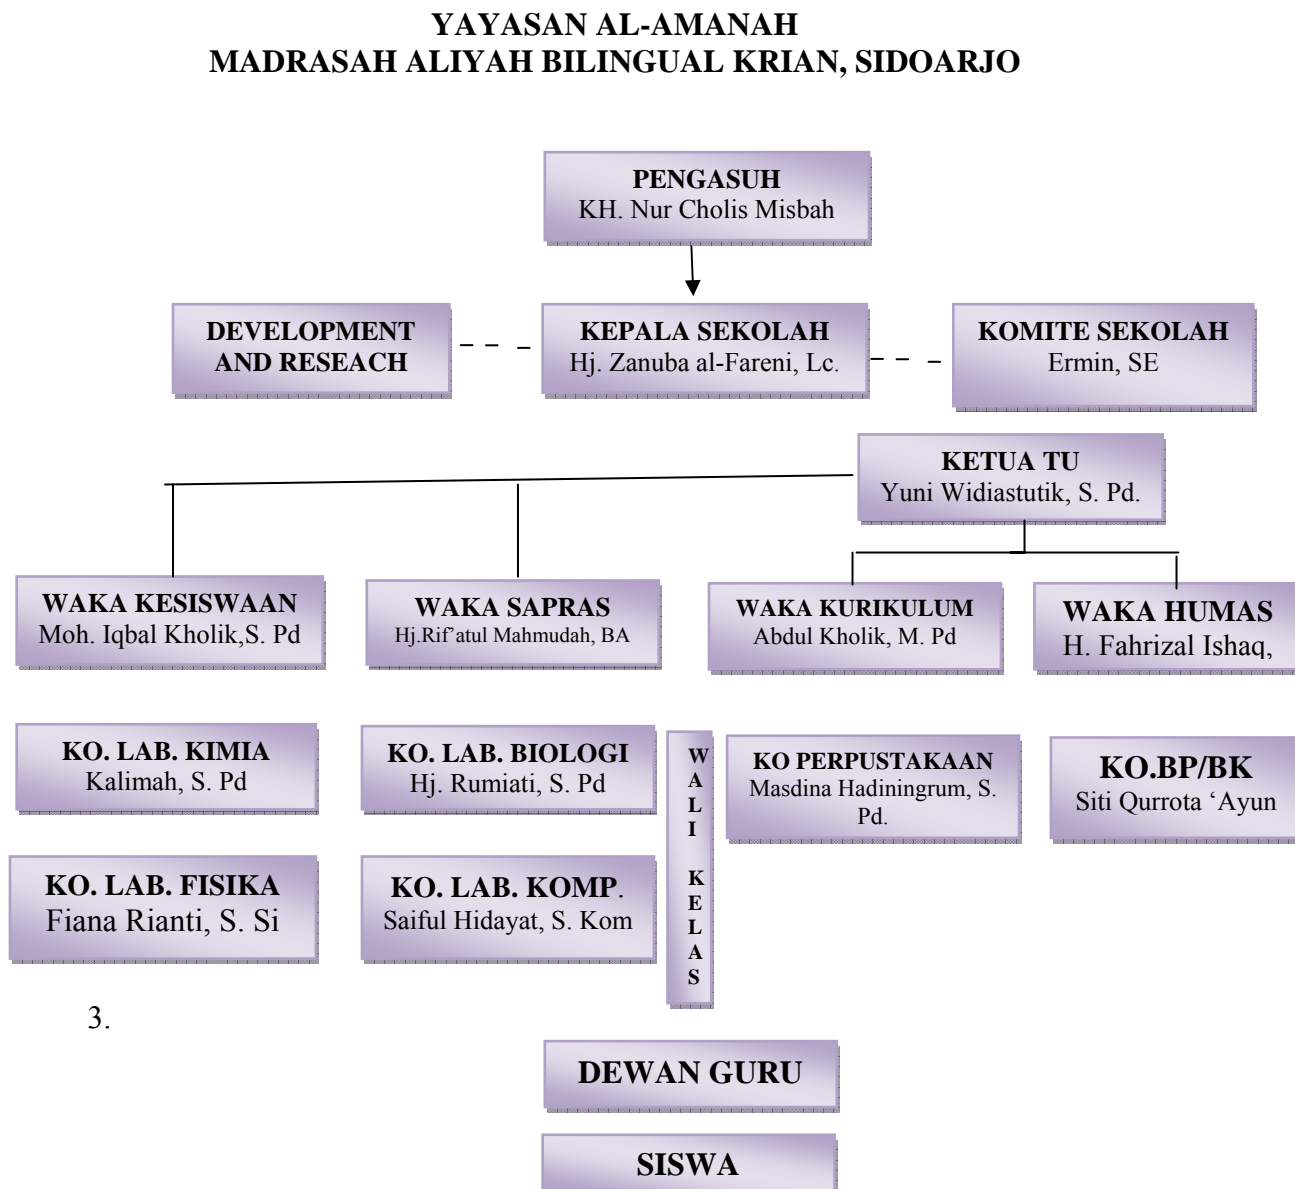 YAYASAN AL-AMANAH
MADRASAH ALIYAH BILINGUAL KRIAN, SIDOARJO
PENGASUH
KH. Nur Cholis Misbah
DEVELOPMENT
AND RESEACH
KEPALA SEKOLAH
Hj. Zanuba al-Fareni, Lc.
KOMITE SEKOLAH
Ermin, SE
KETUA TU
Yuni Widiastutik, S. Pd.
WAKA KESISWAAN
Moh. Iqbal Kholik,S. Pd
WAKA SAPRAS
Hj.Rif’atul Mahmudah, BA
WAKA KURIKULUM
Abdul Kholik, M. Pd
WAKA HUMAS
H. Fahrizal Ishaq,
KO. LAB. KIMIA
Kalimah, S. Pd
KO. LAB. BIOLOGI
Hj. Rumiati, S. Pd
WALI KELAS
KO PERPUSTAKAAN
Masdina Hadiningrum, S.
Pd.
KO.BP/BK
Siti Qurrota ‘Ayun
KO. LAB. FISIKA
Fiana Rianti, S. Si
KO. LAB. KOMP.
Saiful Hidayat, S. Kom
3.
DEWAN GURU
SISWA